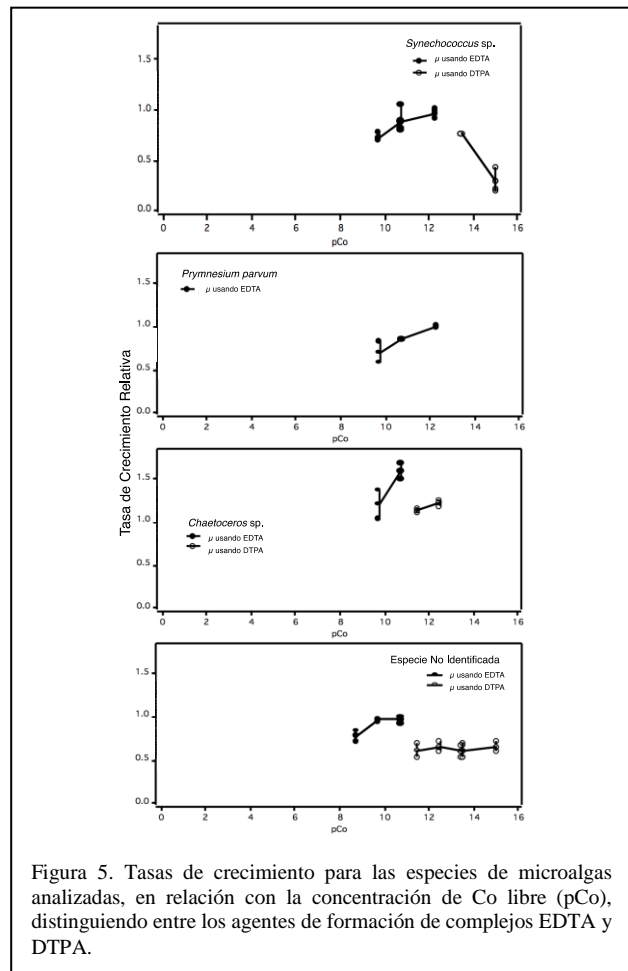 Synechococcus sp.
μ usando EDTA
μ usando DTPA
1.5
1.0
0.5
0.0
0 2 4 6 8 10 12 14 16
pCo
Prymnesium parvum
μ usando EDTA
1.5
1.0
0.5
0.0
0 2 4 6 8 10 12 14 16
pCo
Tasa de Crecimiento Relativa
1.5
1.0
0.5
0.0
Chaetoceros sp.
μ usando EDTA
μ usando DTPA
0 2 4 6 8 10 12 14 16
pCo
Especie No Identificada
μ usando EDTA
μ usando DTPA
1.5
1.0
0.5
0.0
0 2 4 6 8 10 12 14 16
pCo
Figura 5. Tasas de crecimiento para las especies de microalgas
analizadas, en relación con la concentración de Co libre (pCo),
distinguiendo entre los agentes de formación de complejos EDTA y
DTPA.